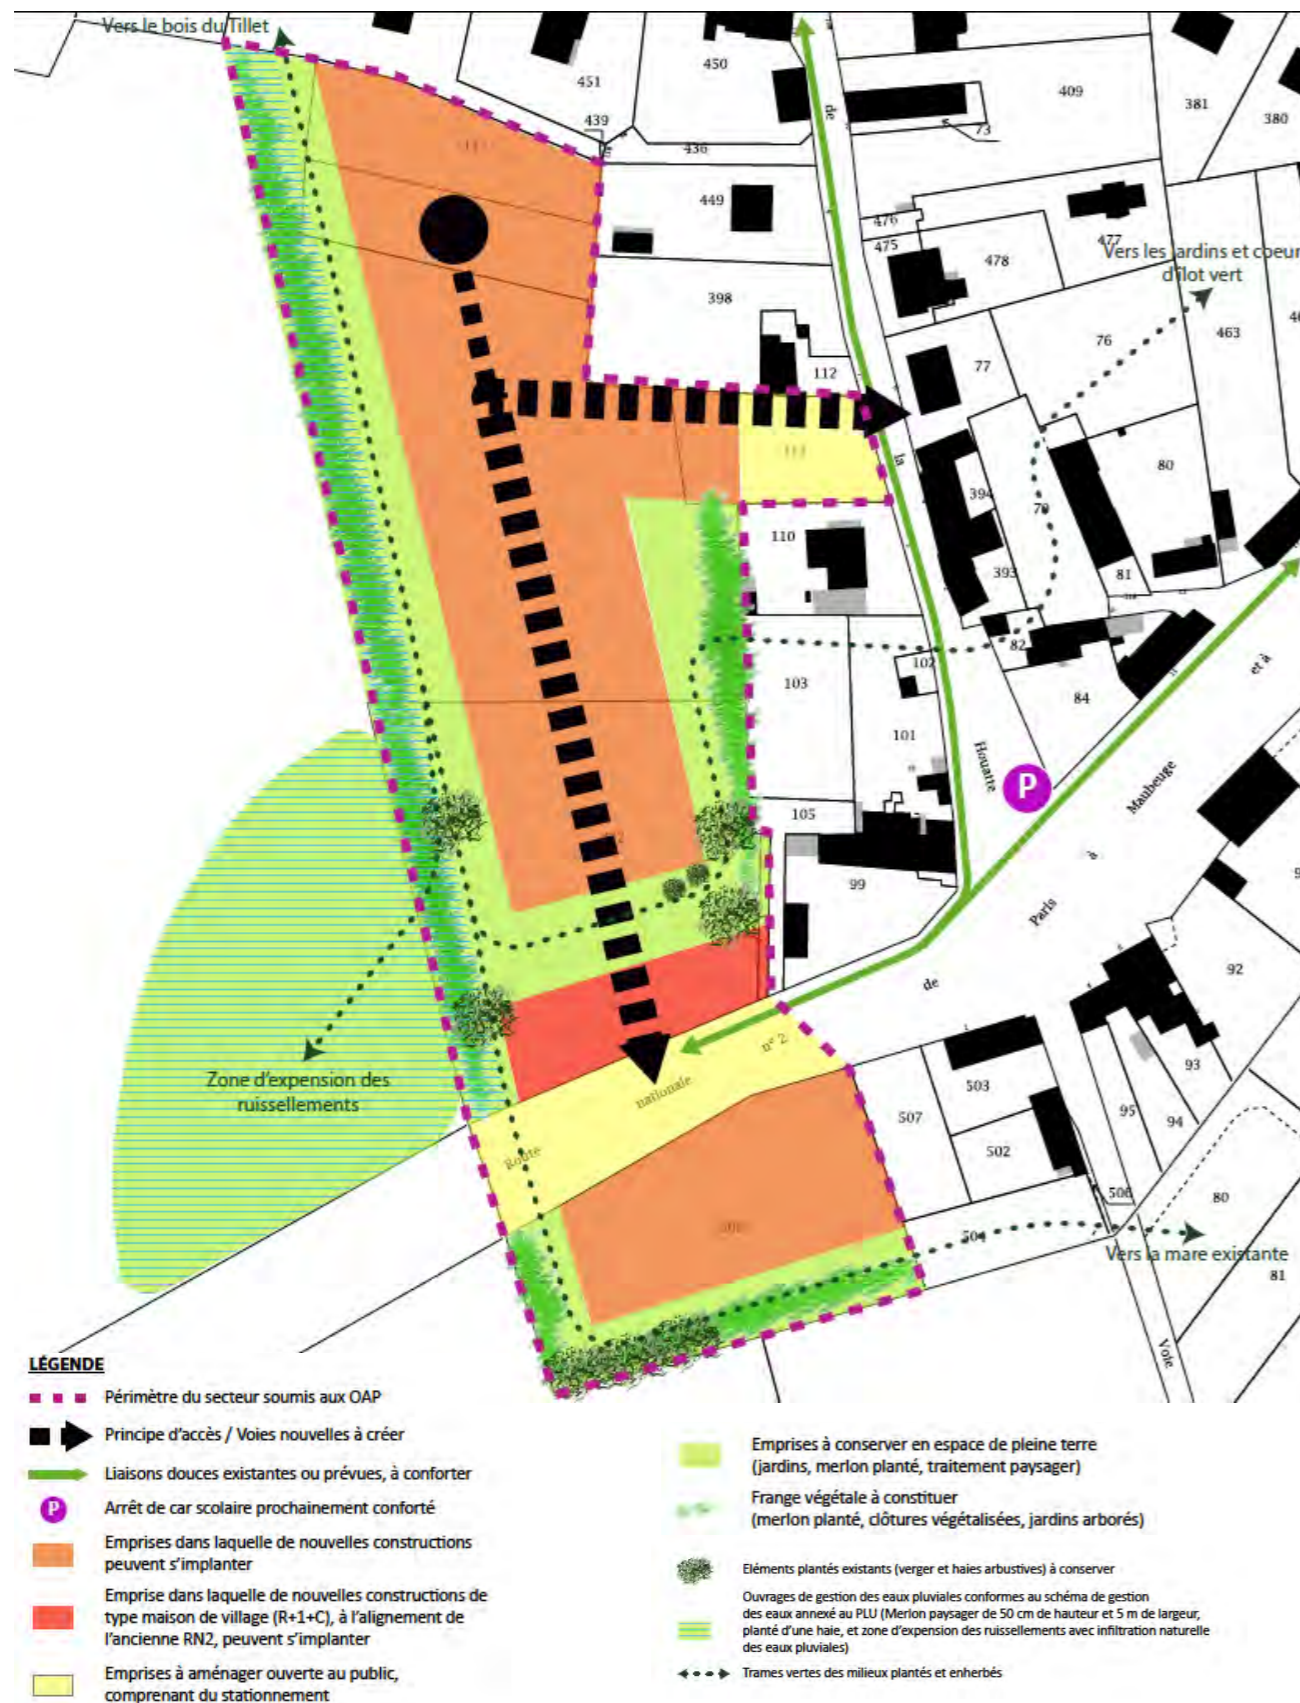 Vers le bois du Tillet
451
450
de
409
381
380
439
436
73
449
476
475
478
477
Vers les jardins et coeur
d'îlot vert
398
76
463
77
112
113
la
80
394
79
110
393
81
82
102
103
84
101
et à
Houatte
P
Maubeuge
105
à
99
Paris
92
de
n° 2
Zone d'expension des
ruissellements
nationale
503
93
507
95
94
502
Route
506
80
504
Vers la mare existante
81
Voie
LÉGENDE
Périmètre du secteur soumis aux OAP
Principe d'accès / Voies nouvelles à créer
Liaisons douces existantes ou prévues, à conforter
P Arrêt de car scolaire prochainement conforté
Emprises dans laquelle de nouvelles constructions
peuvent s'implanter
Emprise dans laquelle de nouvelles constructions de
type maison de village (R+1+C), à l'alignement de
l'ancienne RN2, peuvent s'implanter
Emprises à aménager ouverte au public,
comprenant du stationnement
Emprises à conserver en espace de pleine terre
(jardins, merlon planté, traitement paysager)
Frange végétale à constituer
(merlon planté, clôtures végétalisées, jardins arborés)
Eléments plantés existants (verger et haies arbustives) à conserver
Ouvrages de gestion des eaux pluviales conformes au schéma de gestion
des eaux annexé au PLU (Merlon paysager de 50 cm de hauteur et 5 m de largeur,
planté d'une haie, et zone d'expension des ruissellements avec infiltration naturelle
des eaux pluviales)
Trames vertes des milieux plantés et enherbés